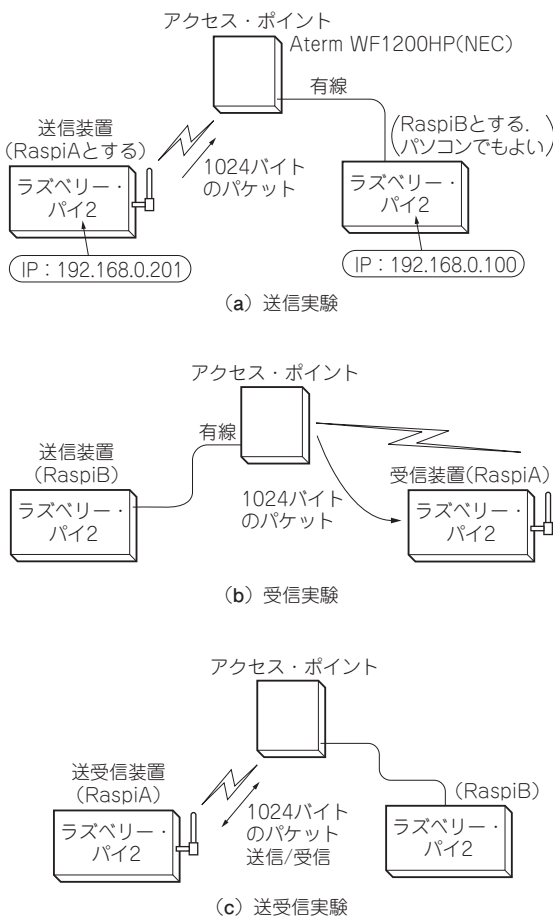 アクセス・ポイント
Aterm WF1200HP(NEC)
有線
送信装置
(RaspiAとする)
1024バイト
のパケット
(RaspiBとする.
パソコンでもよい)
ラズベリー・
パイ2
ラズベリー・
パイ2
IP：192.168.0.201
IP：192.168.0.100
(a) 送信実験
アクセス・ポイント
有線
送信装置
(RaspiB)
ラズベリー・
パイ2
1024バイト
のパケット
受信装置(RaspiA)
ラズベリー・
パイ2
(b) 受信実験
アクセス・ポイント
送受信装置
(RaspiA)
ラズベリー・
パイ2
1024バイト
のパケット
送信/受信
(RaspiB)
ラズベリー・
パイ2
(c) 送受信実験